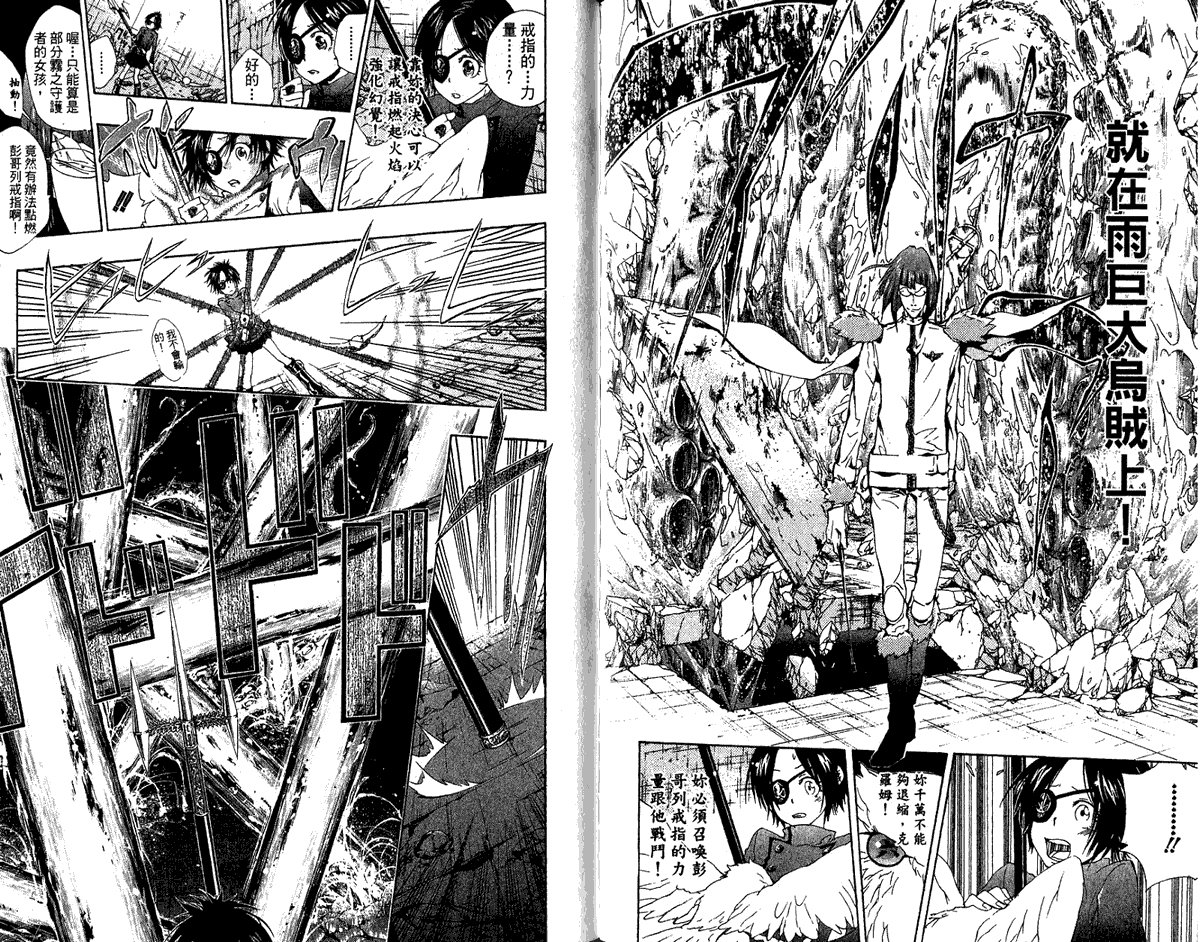 就在雨巨大烏賊上！
………!!
妳千萬不能
夠退縮，克
羅姆！
妳必須召喚彭
哥列戒指的力
量跟他戰鬥！
戒指的…力
量……？
靠妳的決心可以
讓戒指燃起火焰
強化幻覺！
好的…
……
喔！只能算是
部分霧之守護
者的女孩，
抽動！
竟然有辦法點燃
彭哥列戒指啊！
!!
我不會輸
的…！
ドドドド